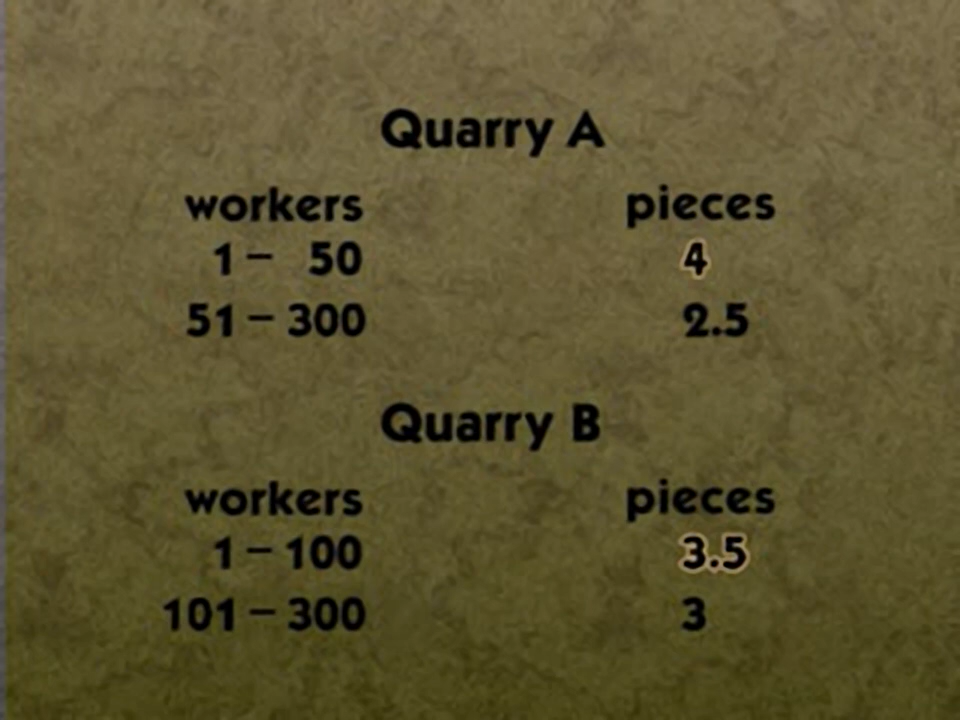 Quarry A
workers pieces
1 – 50 4
51 – 300 2.5
Quarry B
workers pieces
1 – 100 3.5
101 – 300 3